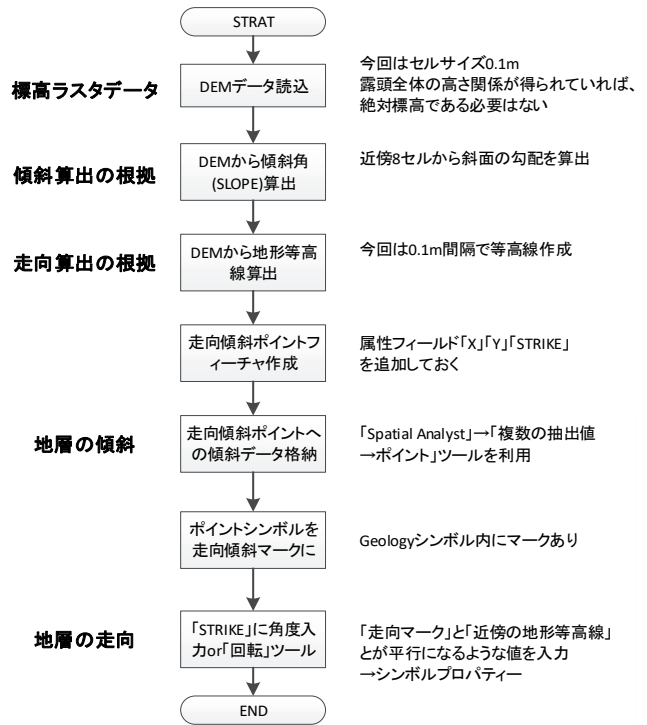 STRAT
標高ラスタデータ
DEMデータ読込
今回はセルサイズ0.1m
露頭全体の高さ関係が得られていれば、
絶対標高である必要はない
傾斜算出の根拠
DEMから傾斜角
(SLOPE)算出
近傍8セルから斜面の勾配を算出
走向算出の根拠
DEMから地形等高
線算出
今回は0.1m間隔で等高線作成
走向傾斜ポイントフ
ィーチャ作成
属性フィールド「X」「Y」「STRIKE」
を追加しておく
地層の傾斜
走向傾斜ポイントへ
の傾斜データ格納
「Spatial Analyst」→「複数の抽出値
→ポイント」ツールを利用
ポイントシンボルを
走向傾斜マークに
Geologyシンボル内にマークあり
地層の走向
「STRIKE」に角度入
力or「回転」ツール
「走向マーク」と「近傍の地形等高線」
とが平行になるような値を入力
→シンボルプロパティー
END